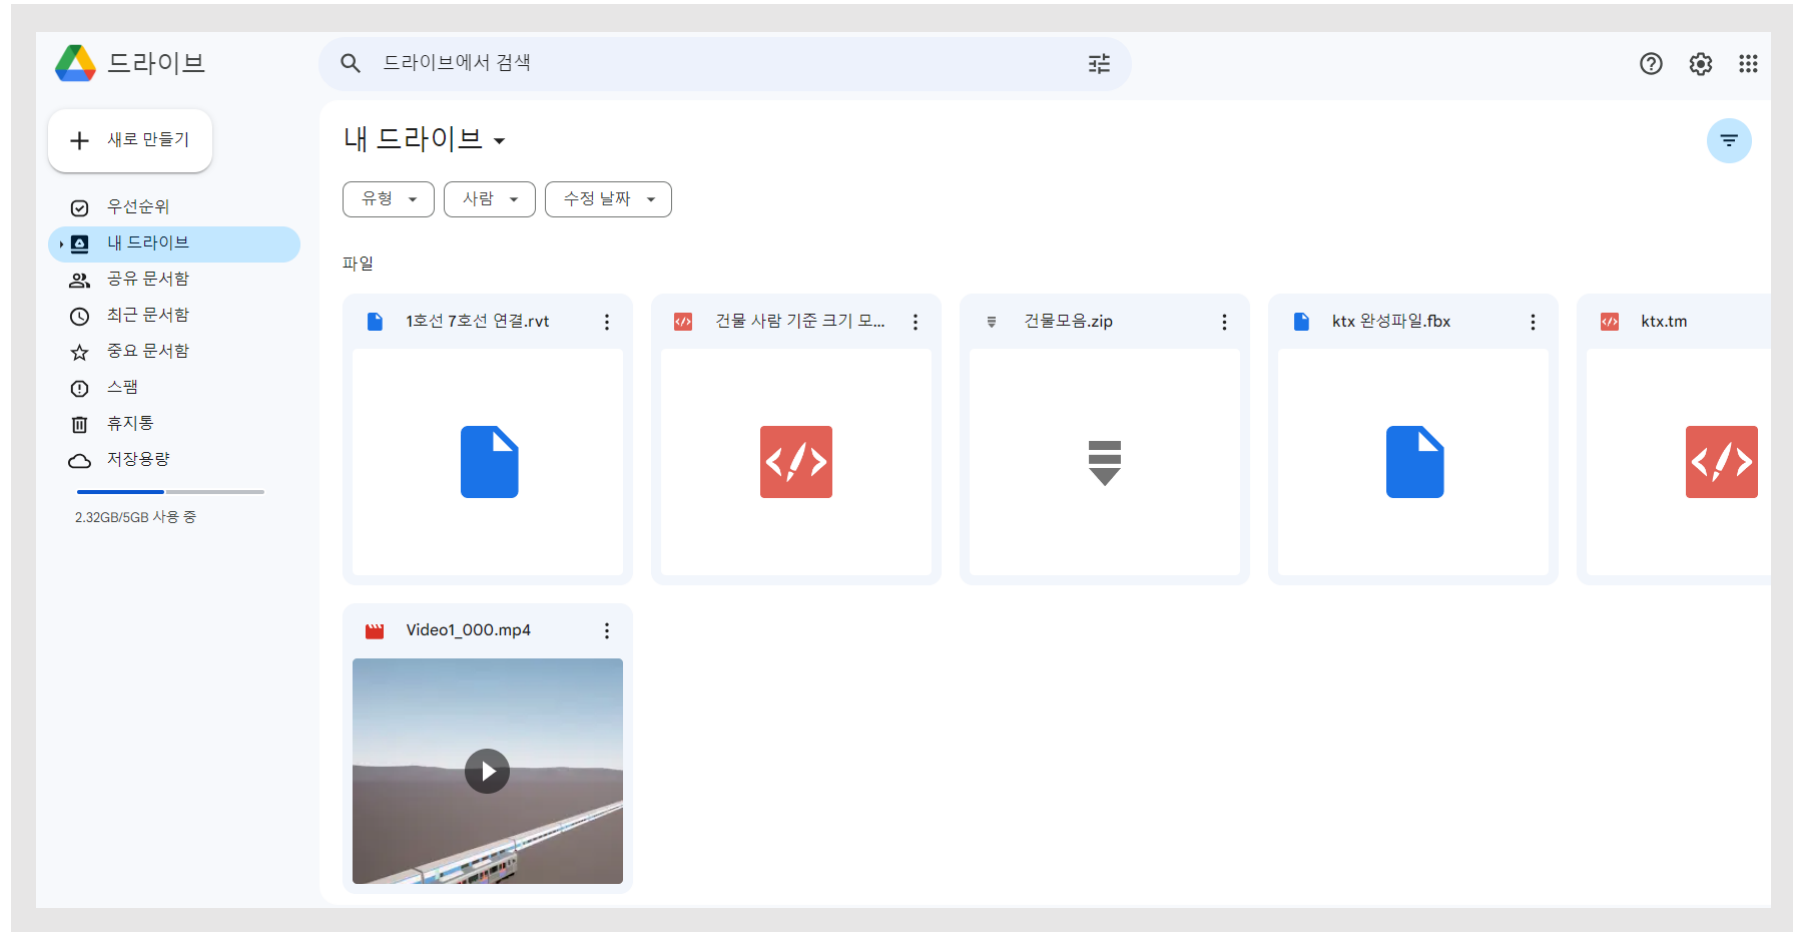 드라이브
드라이브에서 검색
새로 만들기
우선순위
내 드라이브
공유 문서함
최근 문서함
중요 문서함
스팸
휴지통
저장용량
2.32GB/5GB 사용 중
내 드라이브
유형
사람
수정 날짜
파일
1호선 7호선 연결.rvt
건물 사람 기준 크기 모...
건물모음.zip
ktx 완성파일.fbx
ktx.tm
Video1_000.mp4